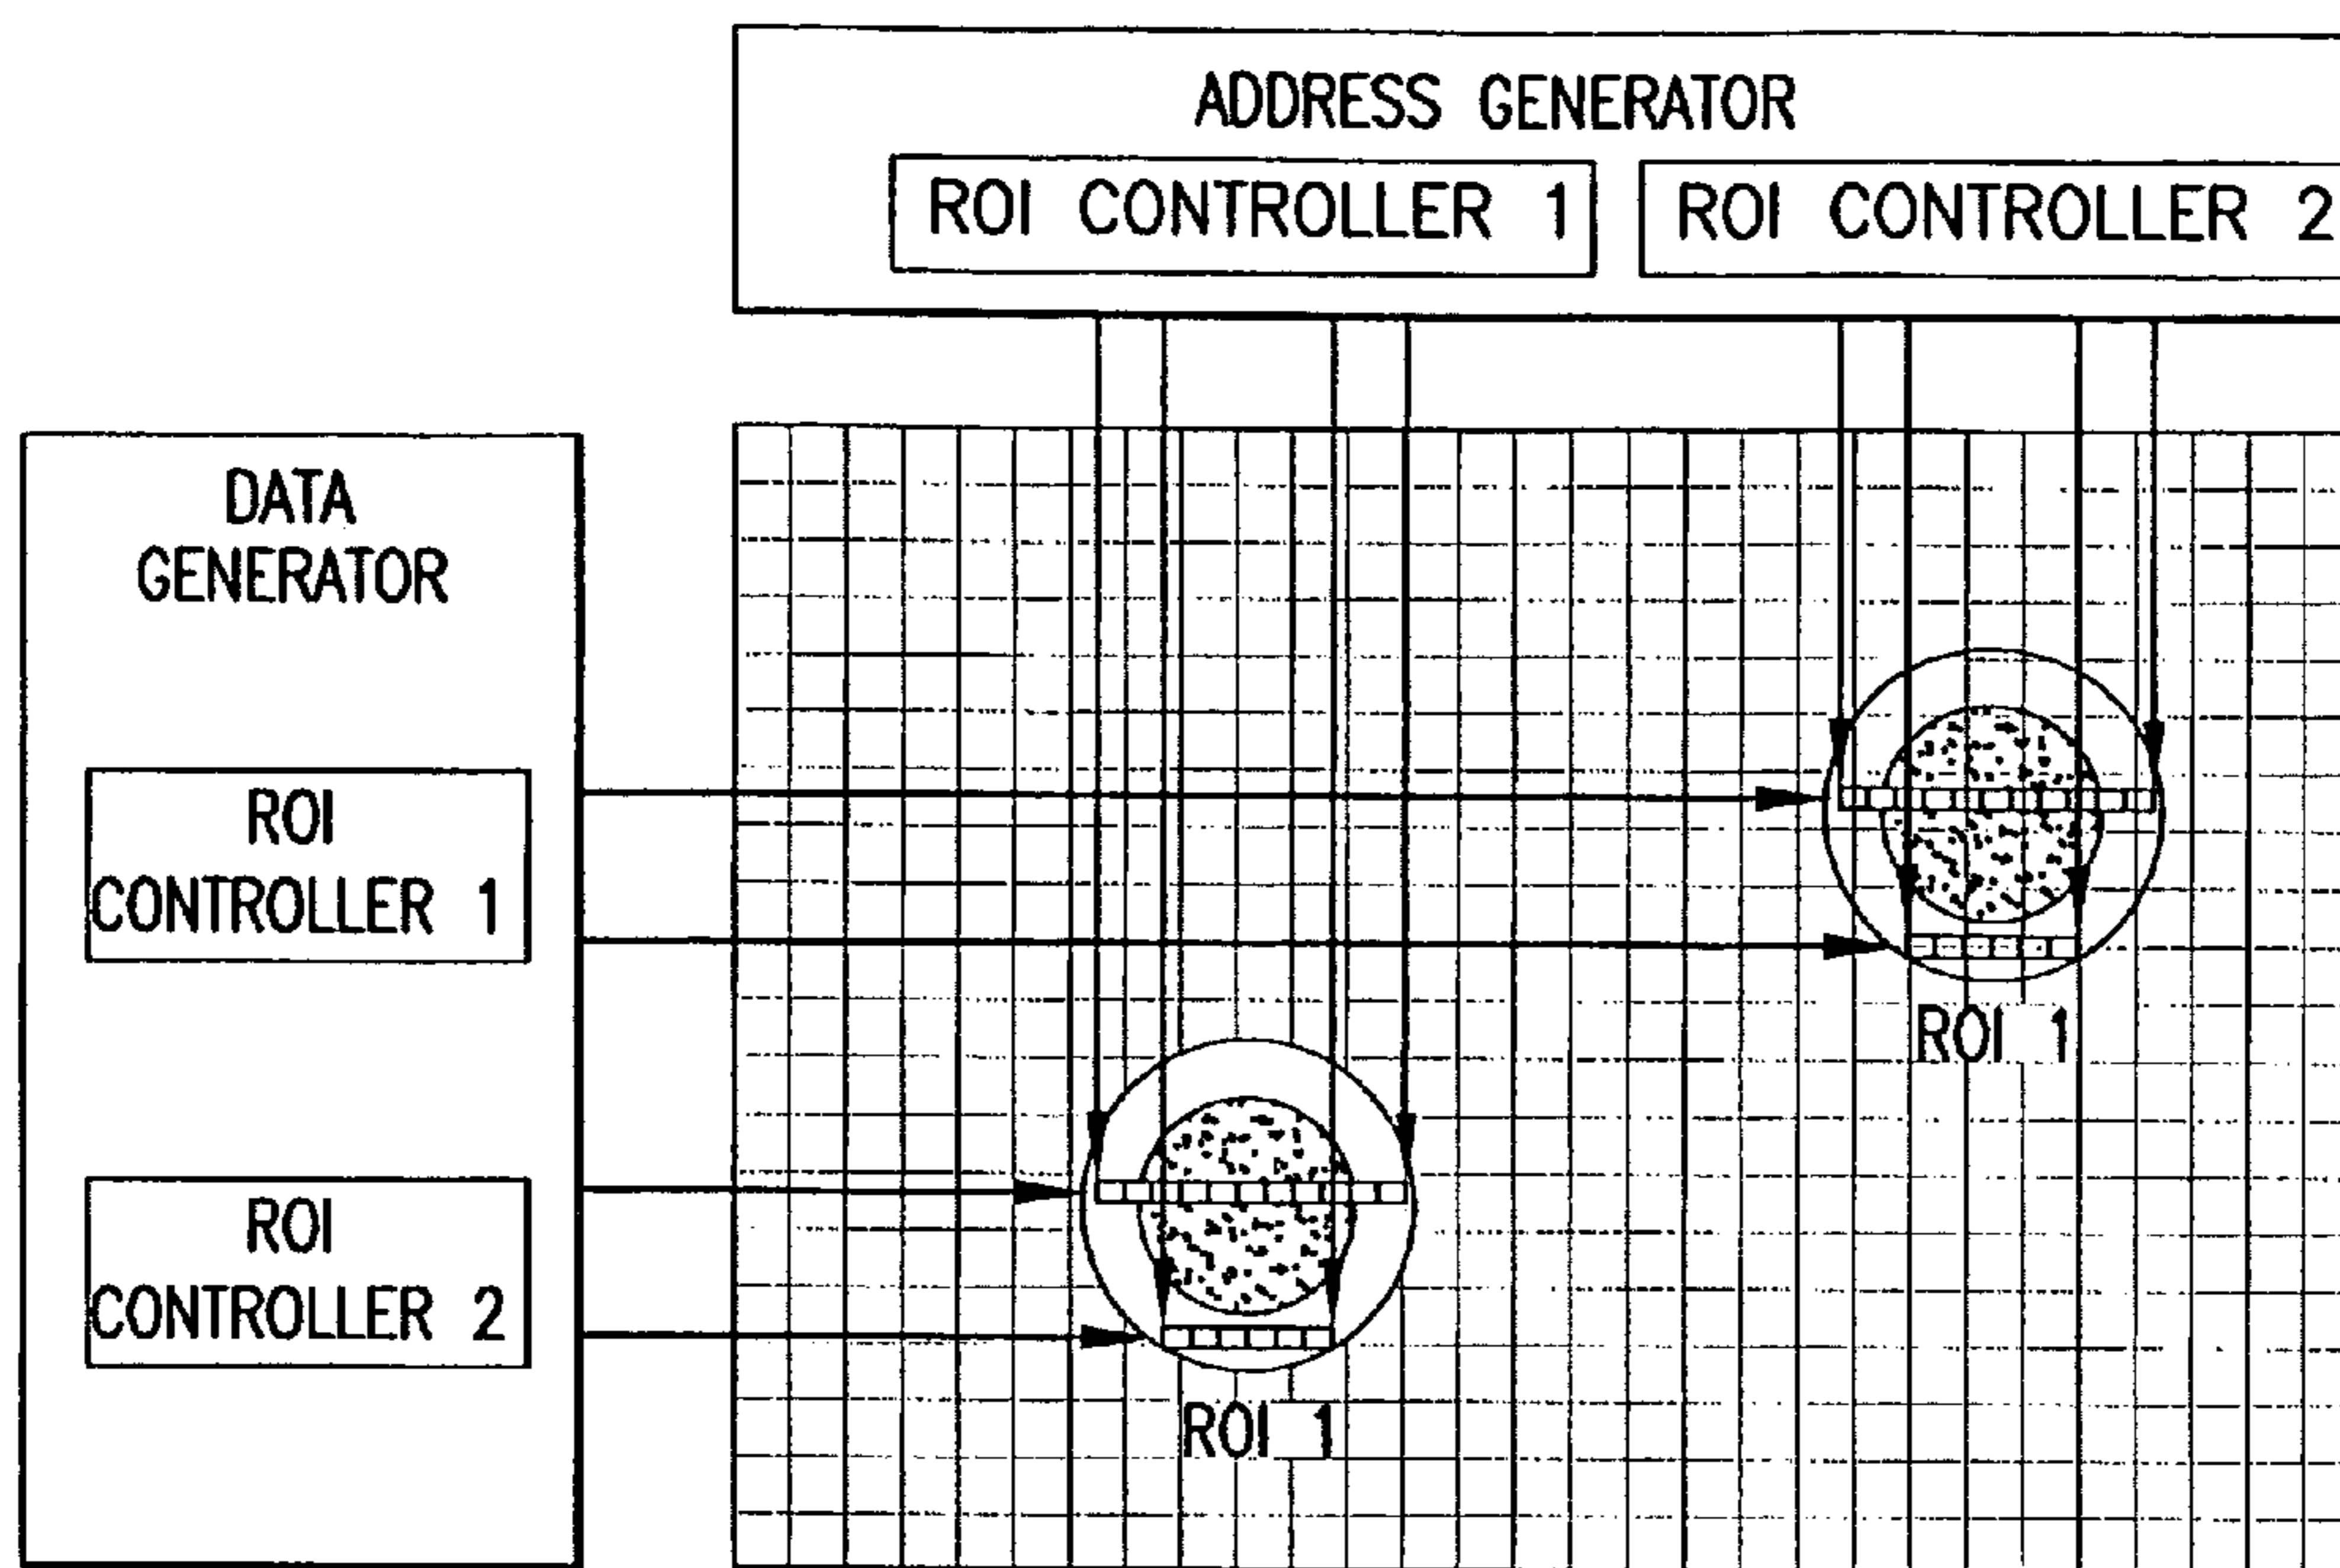 ADDRESS GENERATOR
ROI CONTROLLER 1
ROI CONTROLLER 2
DATA
GENERATOR
ROI
CONTROLLER 1
ROI
CONTROLLER 2
ROI 1
ROI 1